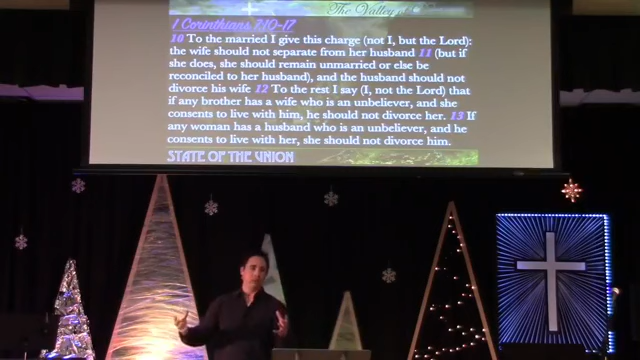 The Valley of
1 Corinthians 7:10-17
10 To the married I give this charge (not I, but the Lord):
the wife should not separate from her husband 11 (but if
she does, she should remain unmarried or else be
reconciled to her husband), and the husband should not
divorce his wife 12 To the rest I say (I, not the Lord) that
if any brother has a wife who is an unbeliever, and she
consents to live with him, he should not divorce her. 13 If
any woman has a husband who is an unbeliever, and he
consents to live with her, she should not divorce him.
STATE OF THE UNION